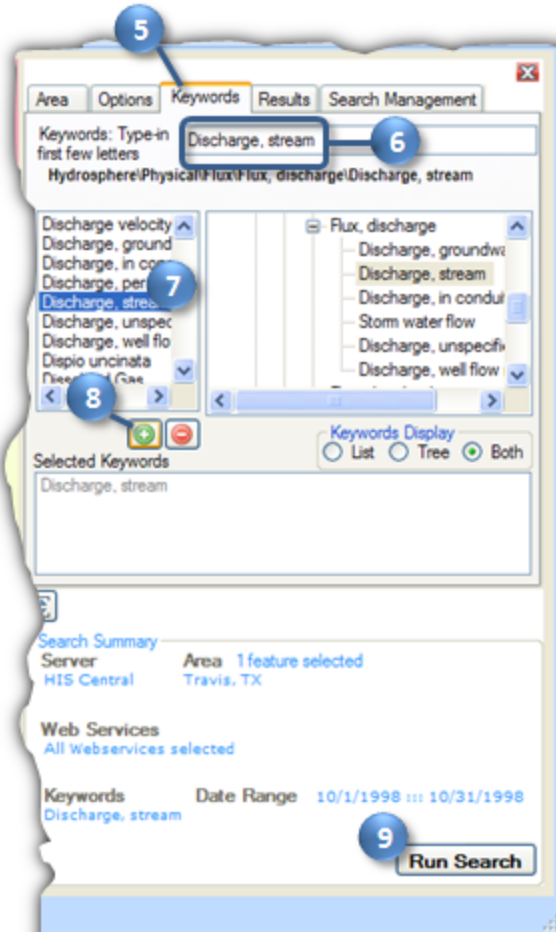 5
Area Options Keywords Results Search Management
Keywords: Type-in
first few letters
Discharge, stream
6
Hydrosphere\Physical\Flux\Flux, discharge\Discharge, stream
Discharge velocity
Discharge, ground
Discharge, in con
Discharge, per
Discharge, strea
Discharge, unspec
Discharge, well flo
Dispio uncinata
Gas
7
Flux, discharge
Discharge, groundwa
Discharge, stream
Discharge, in condui
Storm water flow
Discharge, unspecifi
Discharge, well flow
8
Keywords Display
List Tree Both
Selected Keywords
Discharge, stream
Search Summary
Server Area 1 feature selected
HIS Central Travis, TX
Web Services
All Webservices selected
Keywords Date Range 10/1/1998 ::: 10/31/1998
Discharge, stream
9
Run Search